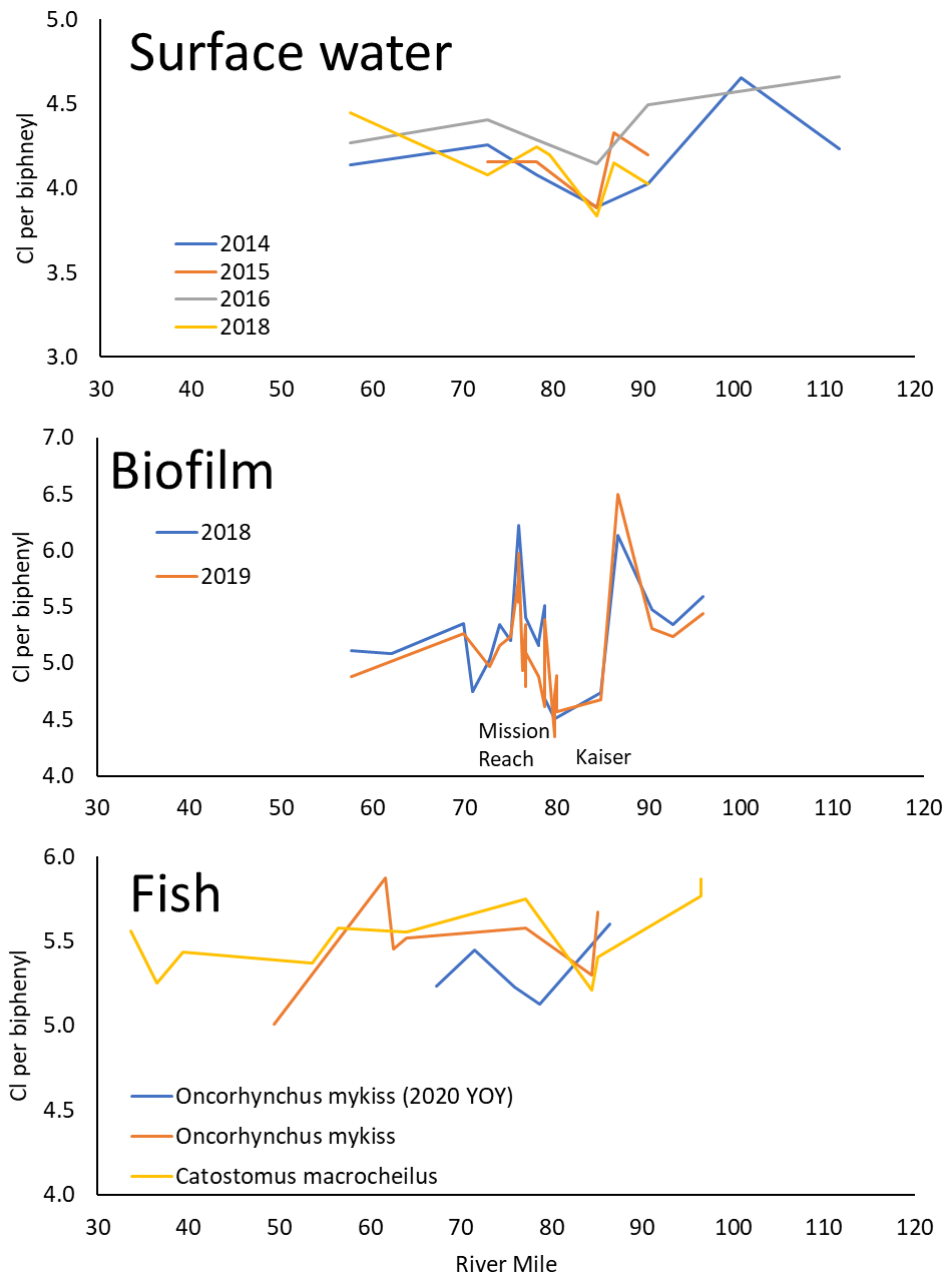 Surface water
Cl per biphneyl
5.0
4.5
4.0
3.5
3.0
2014
2015
2016
2018
30 40 50 60 70 80 90 100 110 120
Biofilm
Cl per biphenyl
7.0
6.5
6.0
5.5
5.0
4.5
4.0
2018
2019
Mission
Reach
Kaiser
30 40 50 60 70 80 90 100 110 120
Fish
Cl per biphenyl
6.0
5.5
5.0
4.5
4.0
Oncorhynchus mykiss (2020 YOY)
Oncorhynchus mykiss
Catostomus macrocheilus
30 40 50 60 70 80 90 100 110 120
River Mile